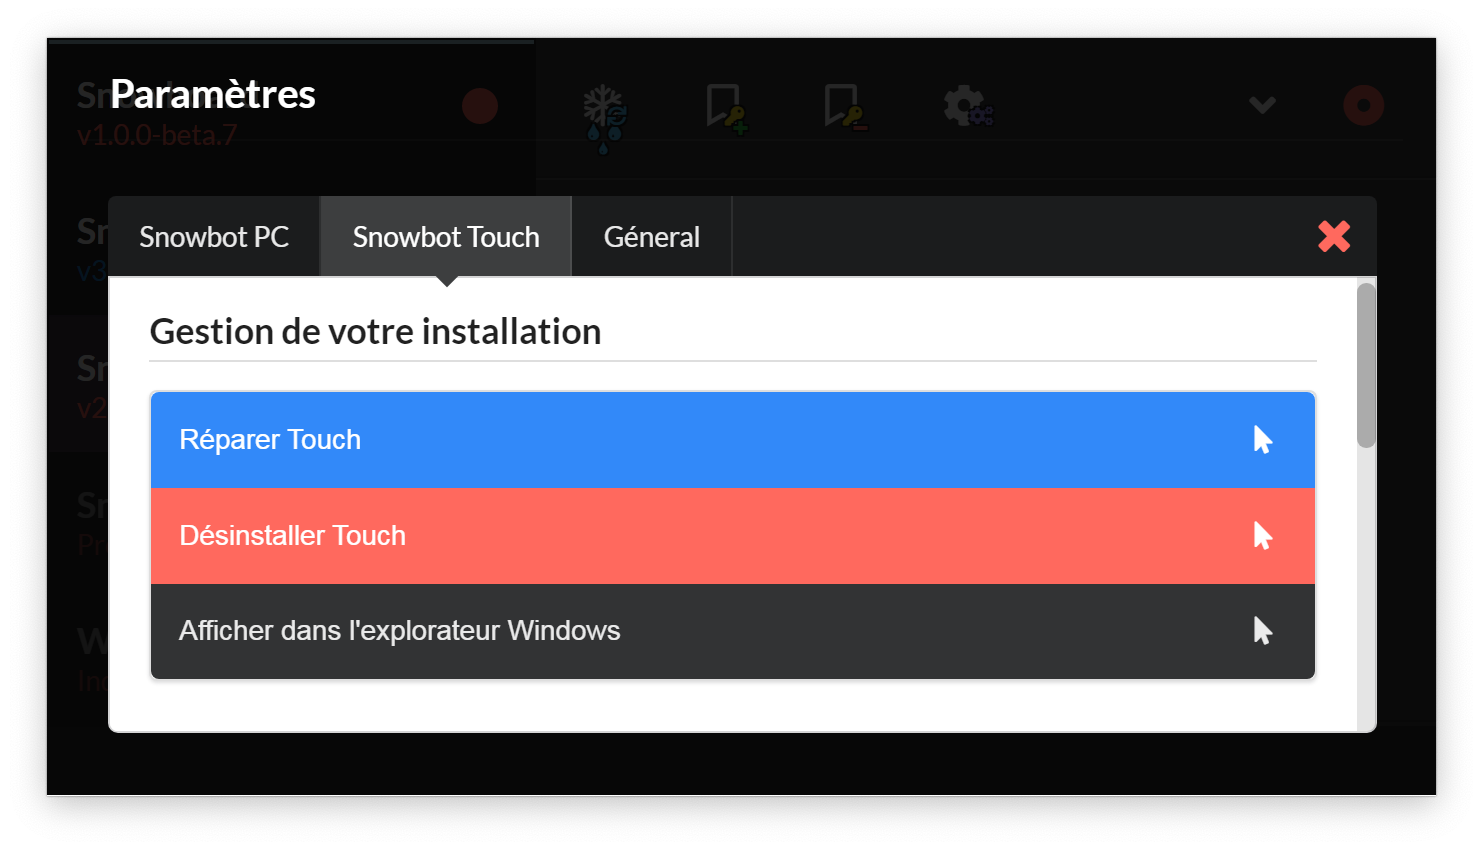 Paramètres
v1.0.0-beta.7
Snowbot PC
Snowbot Touch
Géneral
Gestion de votre installation
Réparer Touch
Désinstaller Touch
Afficher dans l'explorateur Windows